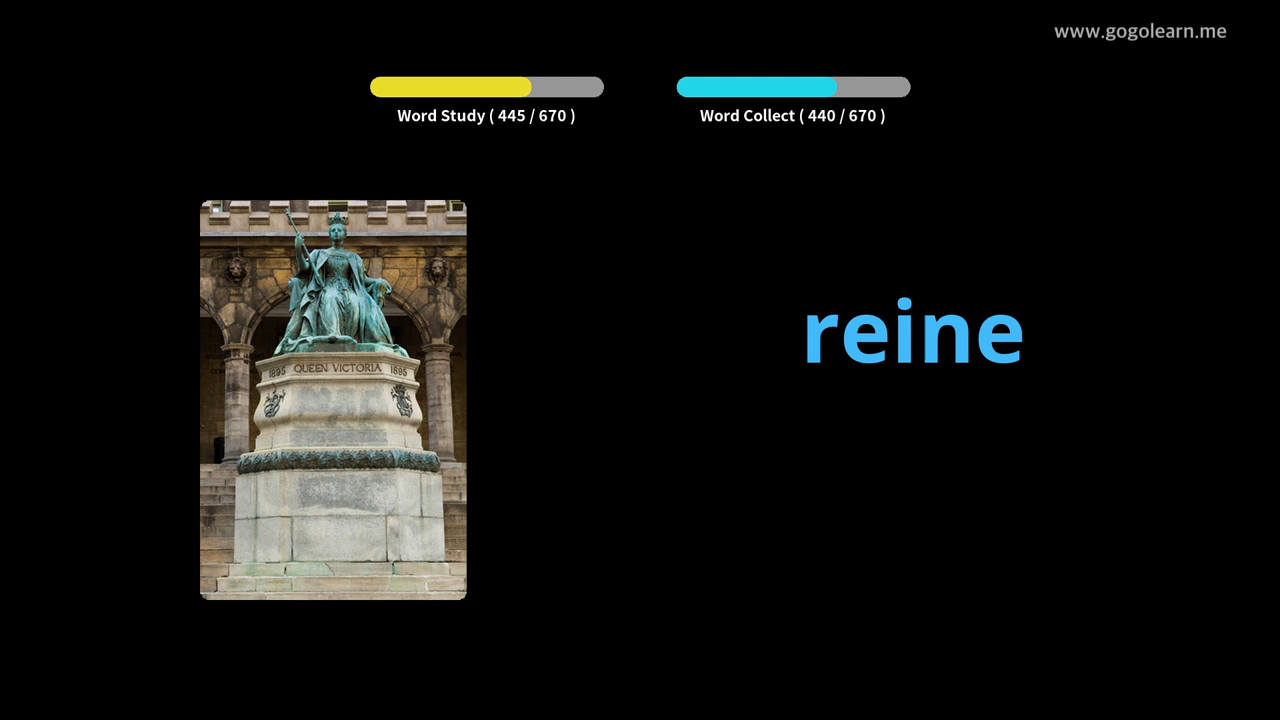 www.gogolearn.me
Word Study ( 445 / 670 )
Word Collect ( 440 / 670 )
reine
1895 QUEEN VICTORIA 1895